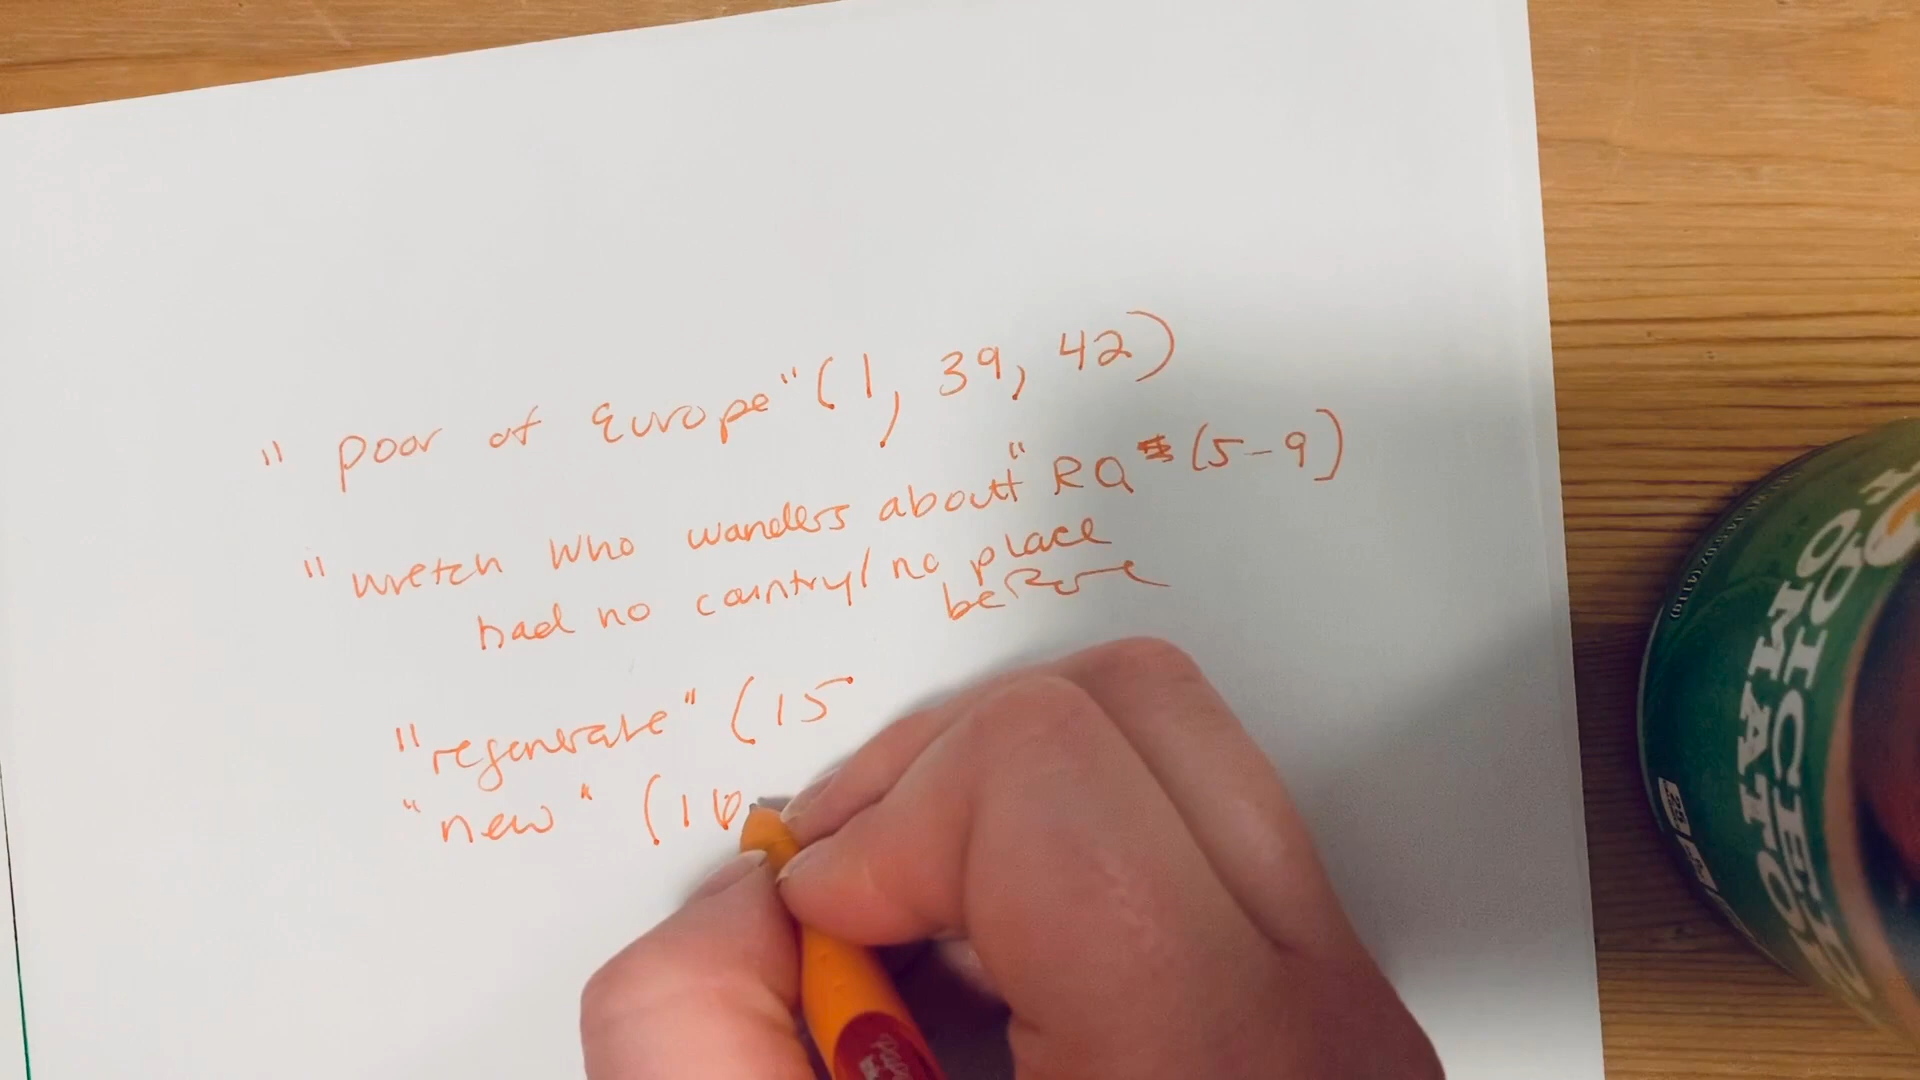 " poor of Europe" (1, 39, 42)
" wretch who wanders about" RQ (5-9)
had no country/ no place
before
"regenerate" (15
"new" (16